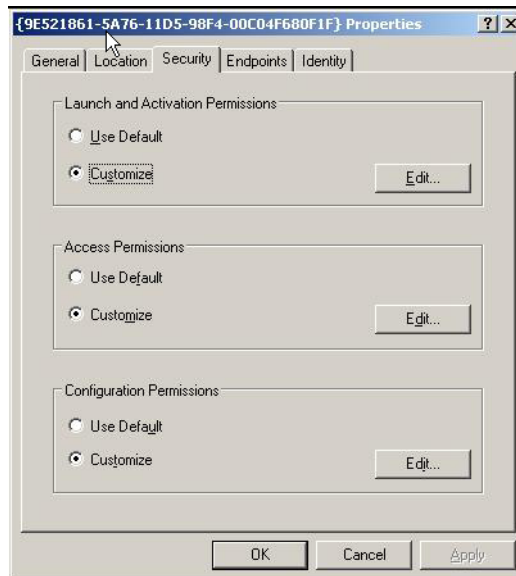 {9E521861-5A76-11D5-98F4-00C04F680F1F} Properties
General Location Security Endpoints Identity
Launch and Activation Permissions
Use Default
Customize Edit...
Access Permissions
Use Default
Customize Edit...
Configuration Permissions
Use Default
Customize Edit...
OK Cancel Apply